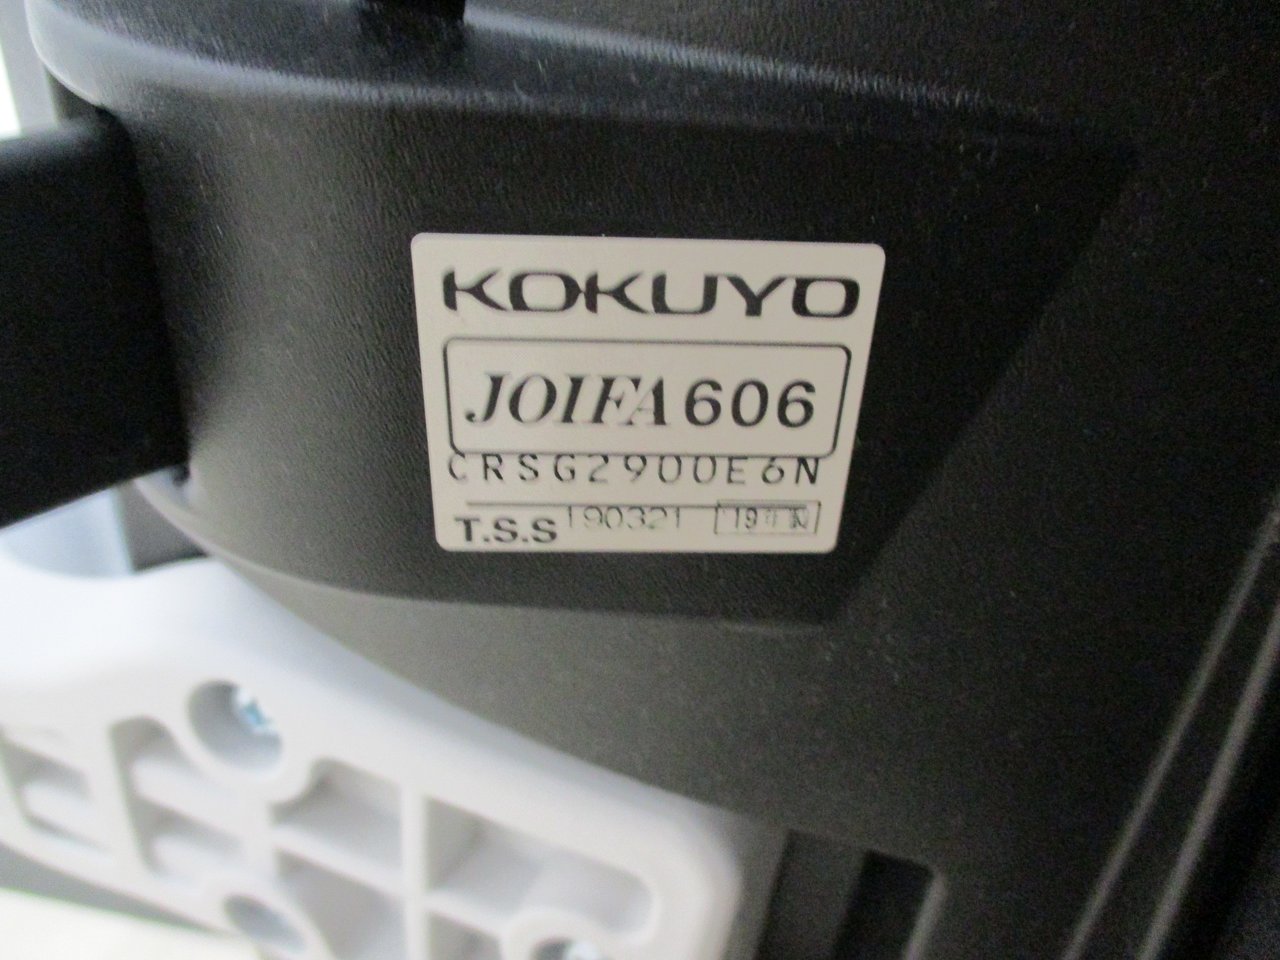 KOKUYO
JOIFA606
CRSG2900E6N
T.S.S 190321 19年製